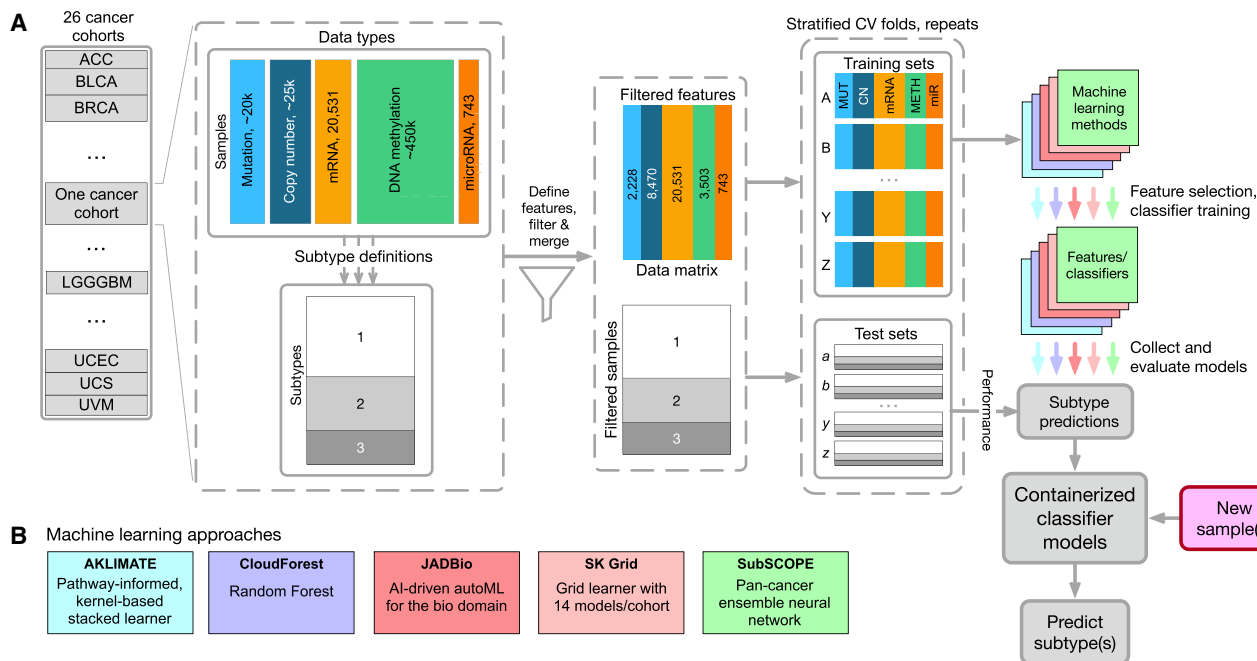 A
26 cancer
cohorts
ACC
BLCA
BRCA
...
One cancer
cohort
...
LGGGBM
...
UCEC
UCS
UVM
Data types
Samples
Mutation, ~20k
Copy number, ~25k
mRNA, 20,531
DNA methylation
~450k
microRNA, 743
Subtype definitions
Subtypes
1
2
3
Define
features,
filter &
merge
Filtered features
2,228
8,470
20,531
3,503
743
Data matrix
Filtered samples
1
2
3
Stratified CV folds, repeats
Training sets
A
MUT
CN
mRNA
METH
miR
B
...
Y
Z
Test sets
a
b
...
y
z
Performance
Machine
learning
methods
Feature selection,
classifier training
Features/
classifiers
Collect and
evaluate models
Subtype
predictions
Containerized
classifier
models
New
sample(
Predict
subtype(s)
B
Machine learning approaches
AKLIMATE
Pathway-informed,
kernel-based
stacked learner
CloudForest
Random Forest
JADBio
AI-driven autoML
for the bio domain
SK Grid
Grid learner with
14 models/cohort
SubSCOPE
Pan-cancer
ensemble neural
network